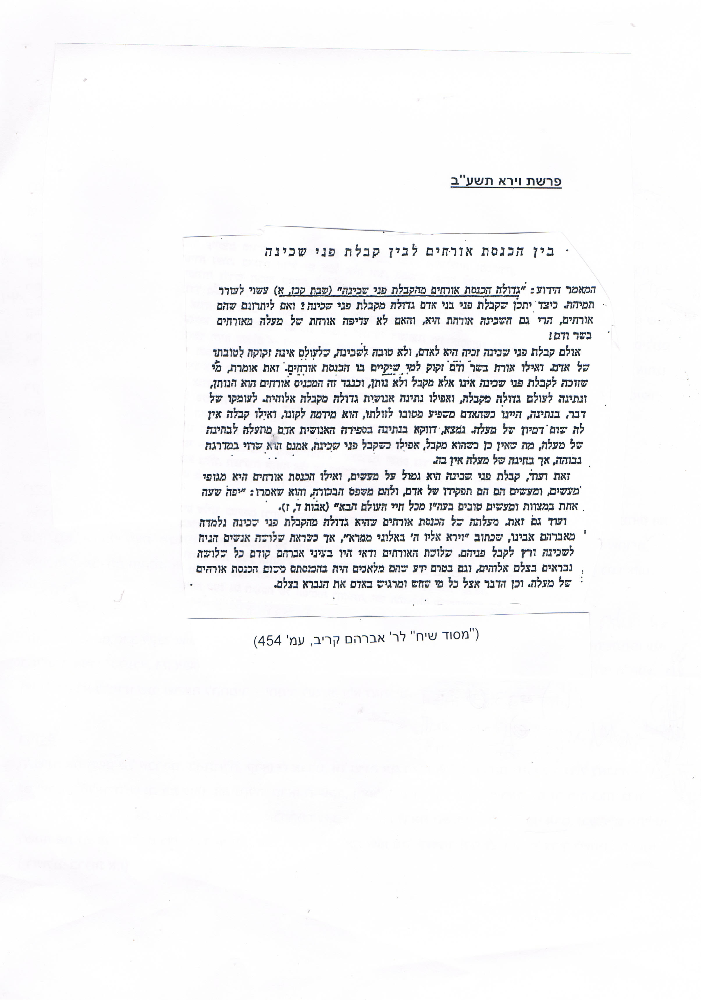 פרשת וירא תשע"ב
בין הכנסת אורחים לבין קבלת פני שכינה
המאמר הידוע: "גדולה הכנסת אורחים מהקבלת פני שכינה" (שבת קכז, א) עשוי לעורר
תמיהה. כיצד יתכן שקבלת פני בני אדם גדולה מקבלת פני שכינה? ואם ליתרונם שהם
אורחים, הרי גם השכינה אורחת היא, והאם לא עדיפה אורחת של מעלה מאורחים
בשר ודם!
אולם קבלת פני שכינה זכיה היא לאדם, ולא טובה לשכינה, שלעולם אינה זקוקה לטובתו
של אדם. ואילו אורח בשר ודם זקוק למי שיקיים בו הכנסת אורחים. זאת אומרת, מי
שזוכה לקבלת פני שכינה אינו אלא מקבל ולא נותן, וכנגד זה המכניס אורחים הוא הנותן,
ונתינה לעולם גדולה מקבלה, ואפילו נתינה אנושית גדולה מקבלה אלוהית. לעומקו של
דבר, בנתינה, היינו כשהאדם משפיע מטובו לזולתו, הוא מידמה לקונו, ואילו קבלה אין
לה שום דמיון של מעלה. נמצא, דווקא בנתינה בספירה האנושית אדם מתעלה לבחינה
של מעלה, מה שאין כן כשהוא מקבל, אפילו כשקבל פני שכינה, אמנם הוא שרוי במדרגה
גבוהה, אך בחינה של מעלה אין בה.
זאת ועוד, קבלת פני שכינה היא גמול על מעשים, ואילו הכנסת אורחים היא מגופי
מעשים, ומעשים הם הם תפקידו של אדם, ולהם משפט הבכורה, והוא שאמרו: "יפה שעה
אחת במצוות ומעשים טובים בעה"ז מכל חיי העולם הבא" (אבות ד, ז).
ועוד גם זאת. מעלתה של הכנסת אורחים שהיא גדולה מהקבלת פני שכינה נלמדה
מאברהם אבינו, שכתוב "וירא אליו ה' באלוני ממרא", אך כשראה שלושה אנשים הניח
לשכינה ורץ לקבל פניהם. שלושת האורחים ודאי היו בעיני אברהם קודם כל שלושה
נבראים בצלם אלוהים, וגם בטרם ידע שהם מלאכים היה בהכנסתם משום הכנסת אורחים
של מעלה. וכן הדבר אצל כל מי שחש ומרגיש באדם את הנברא בצלם.
("מסוד שיח" לר' אברהם קריב, עמ' 454)